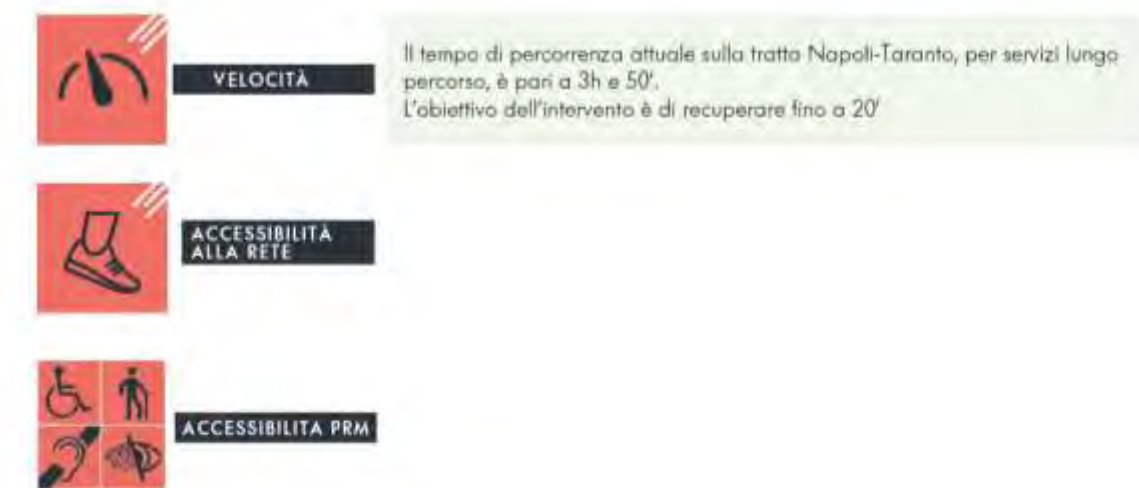 VELOCITÀ
Il tempo di percorrenza attuale sulla tratta Napoli-Taranto, per servizi lungo
percorso, è pari a 3h e 50'.
L'obiettivo dell'intervento è di recuperare fino a 20'
ACCESSIBILITÀ
ALLA RETE
ACCESSIBILITA PRM